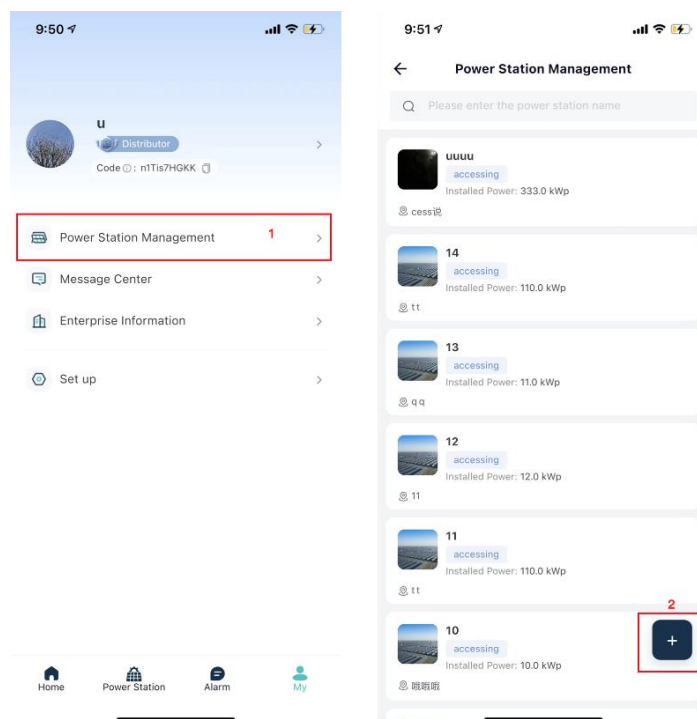 9:50
u
Distributor
Code ? : n1Tis7HGKK
Power Station Management
1
Message Center
Enterprise Information
Set up
Home
Power Station
Alarm
My
9:51
Power Station Management
Please enter the power station name
uuuu
accessing
Installed Power: 333.0 kWp
cess说
14
accessing
Installed Power: 110.0 kWp
tt
13
accessing
Installed Power: 11.0 kWp
q q
12
accessing
Installed Power: 12.0 kWp
11
11
accessing
Installed Power: 110.0 kWp
tt
2
10
accessing
Installed Power: 10.0 kWp
+
哦啦啦